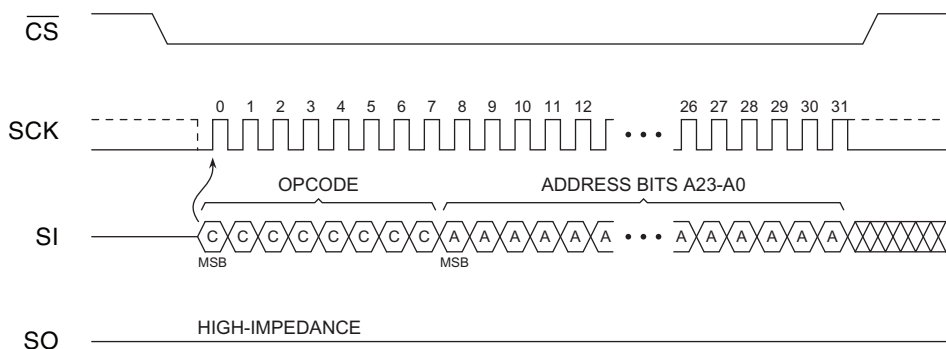 CS
0 1 2 3 4 5 6 7 8 9 10 11 12 26 27 28 29 30 31
SCK
OPCODE ADDRESS BITS A23-A0
SI C C C C C C C C A A A A A A A A A A A A
MSB MSB
HIGH-IMPEDANCE
SO